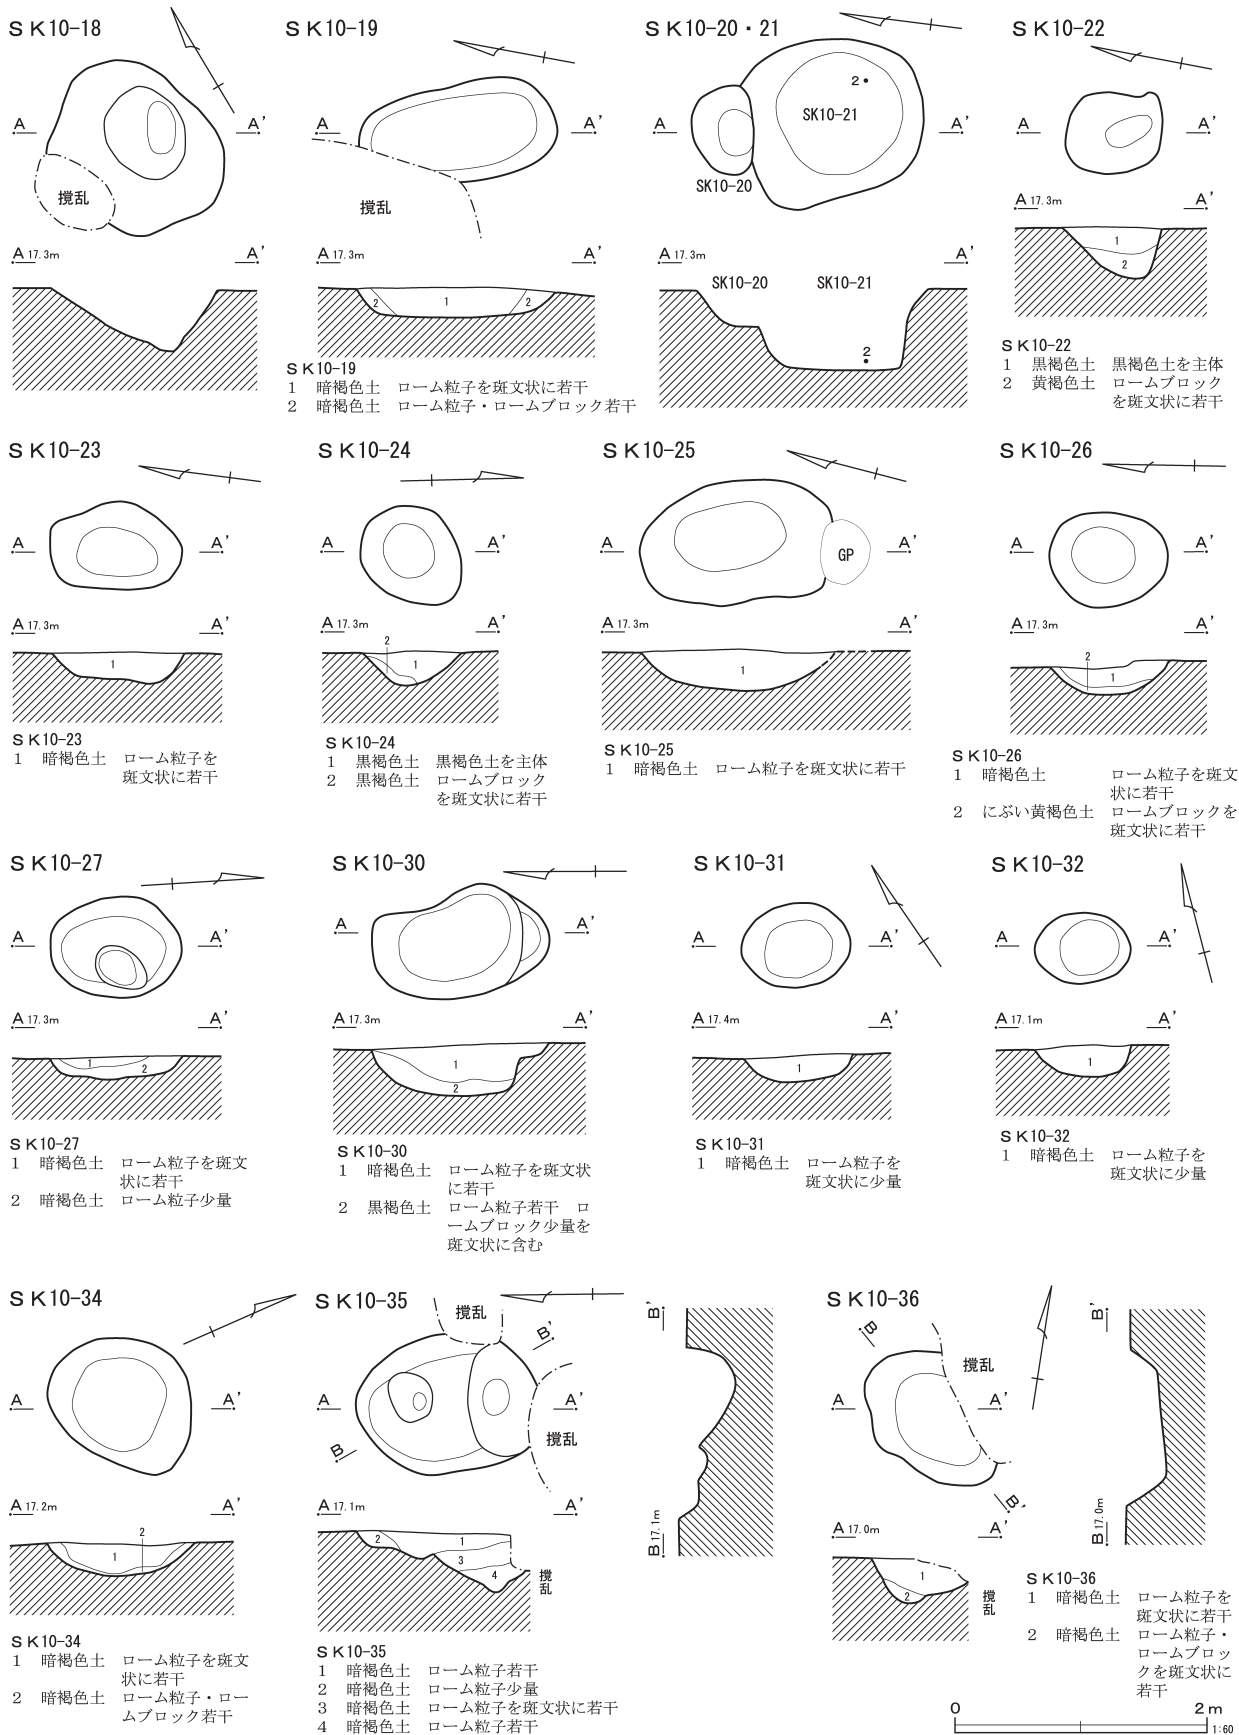 SK10-18
A
A'
撹乱
A 17.3m
A'
SK10-19
A
A'
撹乱
A 17.3m
A'
2
1
2
SK10-19
1 暗褐色土 ローム粒子を斑文状に若干
2 暗褐色土 ローム粒子・ロームブロック若干
SK10-20・21
2
SK10-21
A
A'
SK10-20
A 17.3m
A'
SK10-20
SK10-21
2
SK10-22
A
A'
A 17.3m
A'
1
2
SK10-22
1 黒褐色土 黒褐色土を主体
2 黄褐色土 ロームブロック
を斑文状に若干
SK10-23
A
A'
A 17.3m
A'
1
SK10-23
1 暗褐色土 ローム粒子を
斑文状に若干
SK10-24
A
A'
A 17.3m
A'
2
1
SK10-24
1 黒褐色土 黒褐色土を主体
2 黒褐色土 ロームブロック
を斑文状に若干
SK10-25
A
A'
GP
A 17.3m
A'
1
SK10-25
1 暗褐色土 ローム粒子を斑文状に若干
SK10-26
A
A'
A 17.3m
A'
2
1
SK10-26
1 暗褐色土 ローム粒子を斑文
状に若干
2 にぶい黄褐色土 ロームブロックを
斑文状に若干
SK10-27
A
A'
A 17.3m
A'
1
2
SK10-27
1 暗褐色土 ローム粒子を斑文
状に若干
2 暗褐色土 ローム粒子少量
SK10-30
A
A'
A 17.3m
A'
1
2
SK10-30
1 暗褐色土 ローム粒子を斑文状
に若干
2 黒褐色土 ローム粒子若干 ロ
ームブロック少量を
斑文状に含む
SK10-31
A
A'
A 17.4m
A'
1
SK10-31
1 暗褐色土 ローム粒子を
斑文状に少量
SK10-32
A
A'
A 17.1m
A'
1
SK10-32
1 暗褐色土 ローム粒子を
斑文状に少量
SK10-34
A
A'
A 17.2m
A'
2
1
SK10-34
1 暗褐色土 ローム粒子を斑文
状に若干
2 暗褐色土 ローム粒子・ロー
ムブロック若干
SK10-35
撹乱
B'
A
A'
撹乱
B
A 17.1m
A'
1
2
3
4
撹乱
B'
B 17.1m
SK10-35
1 暗褐色土 ローム粒子若干
2 暗褐色土 ローム粒子少量
3 暗褐色土 ローム粒子を斑文状に若干
4 暗褐色土 ローム粒子若干
SK10-36
B
撹乱
A
A'
B'
A 17.0m
A'
1
2
撹乱
B'
B 17.0m
SK10-36
1 暗褐色土 ローム粒子を
斑文状に若干
2 暗褐色土 ローム粒子・
ロームブロッ
クを斑文状に
若干
0
2m
1:60